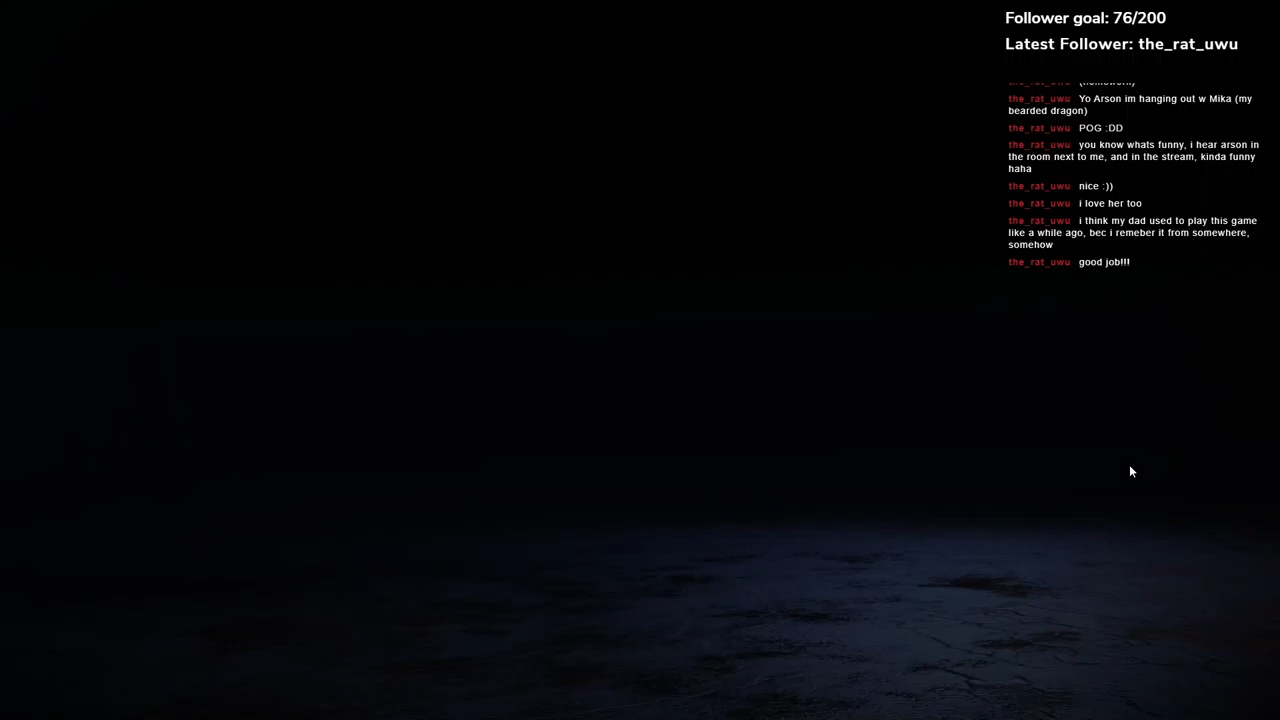 Follower goal: 76/200
Latest Follower: the_rat_uwu
the_rat_uwu Yo Arson im hanging out w Mika (my
bearded dragon)
the_rat_uwu POG :DD
the_rat_uwu you know whats funny, i hear arson in
the room next to me, and in the stream, kinda funny
haha
the_rat_uwu nice :))
the_rat_uwu i love her too
the_rat_uwu i think my dad used to play this game
like a while ago, bec i remeber it from somewhere,
somehow
the_rat_uwu good job!!!